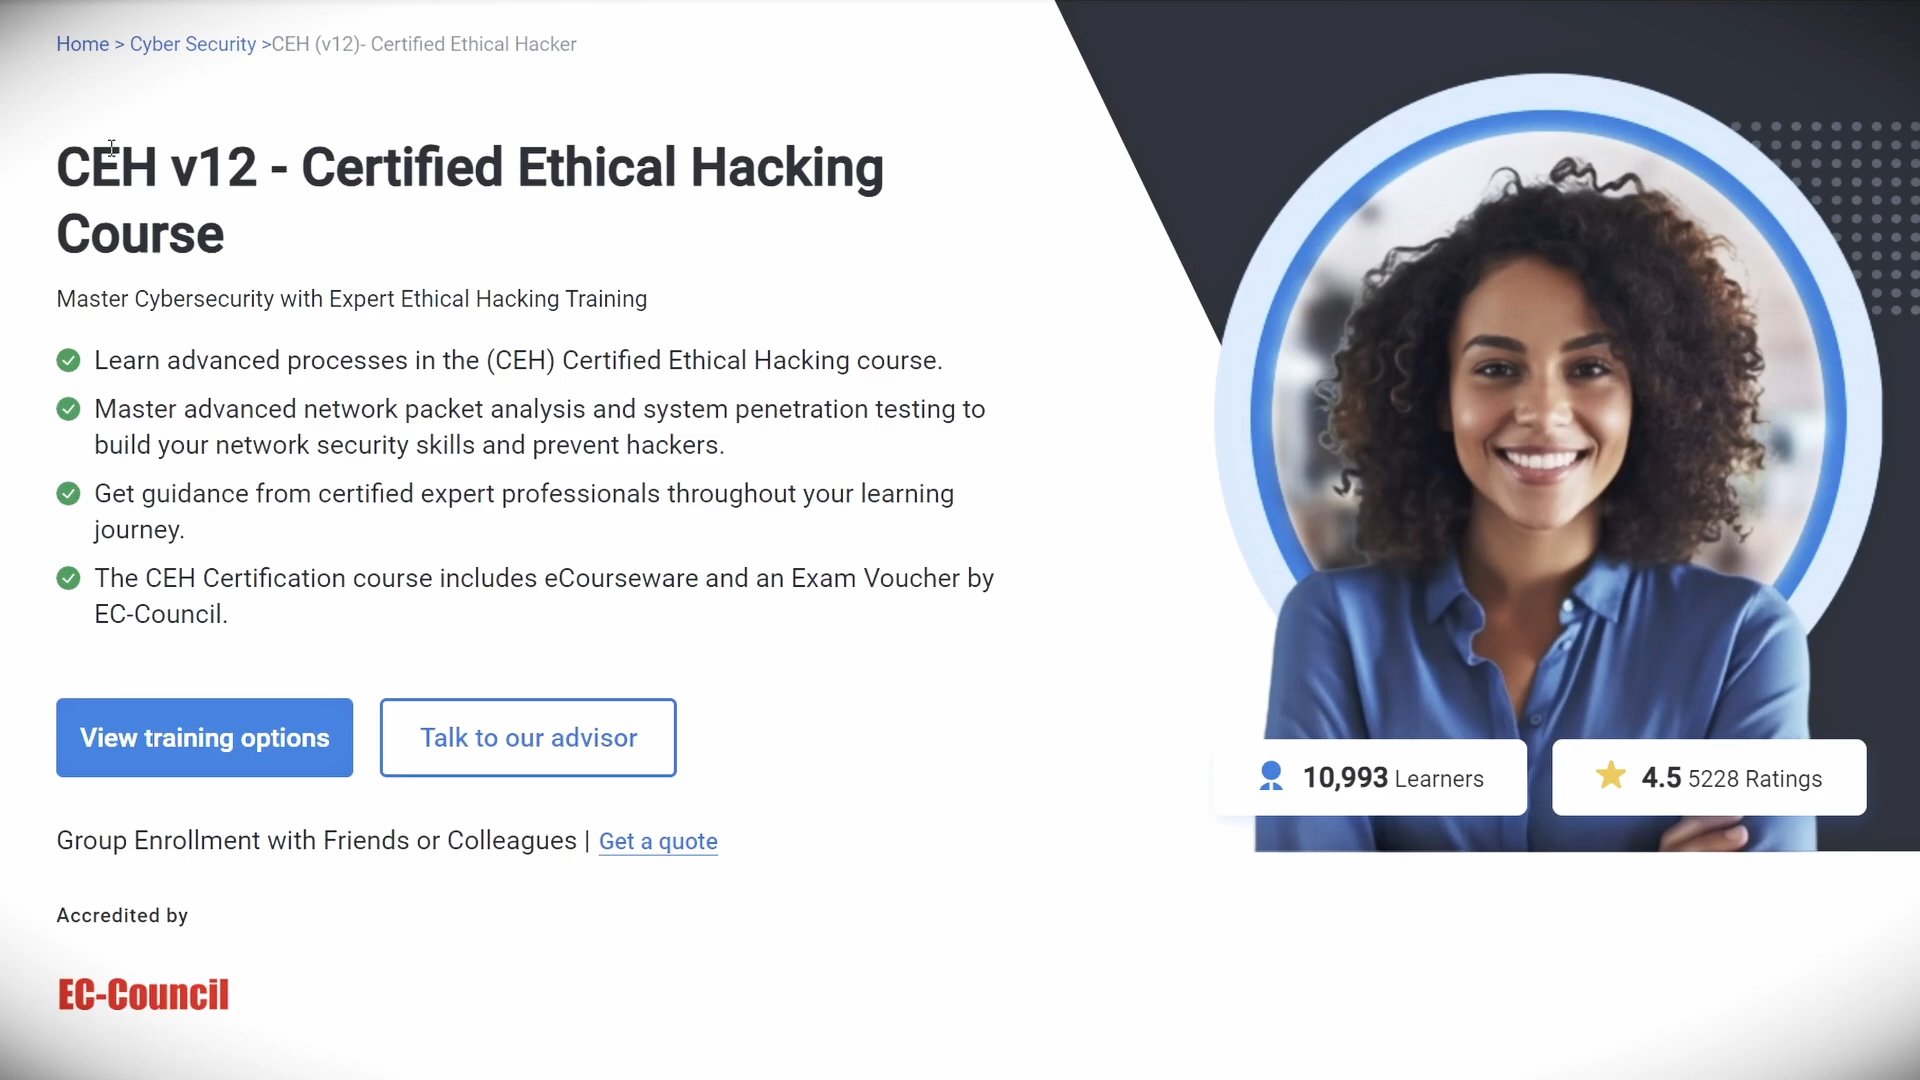 Home > Cyber Security >CEH (v12)- Certified Ethical Hacker
CEH v12 - Certified Ethical Hacking
Course
Master Cybersecurity with Expert Ethical Hacking Training
Learn advanced processes in the (CEH) Certified Ethical Hacking course.
Master advanced network packet analysis and system penetration testing to
build your network security skills and prevent hackers.
Get guidance from certified expert professionals throughout your learning
journey.
The CEH Certification course includes eCourseware and an Exam Voucher by
EC-Council.
View training options
Talk to our advisor
10,993 Learners
4.5 5228 Ratings
Group Enrollment with Friends or Colleagues | Get a quote
Accredited by
EC-Council